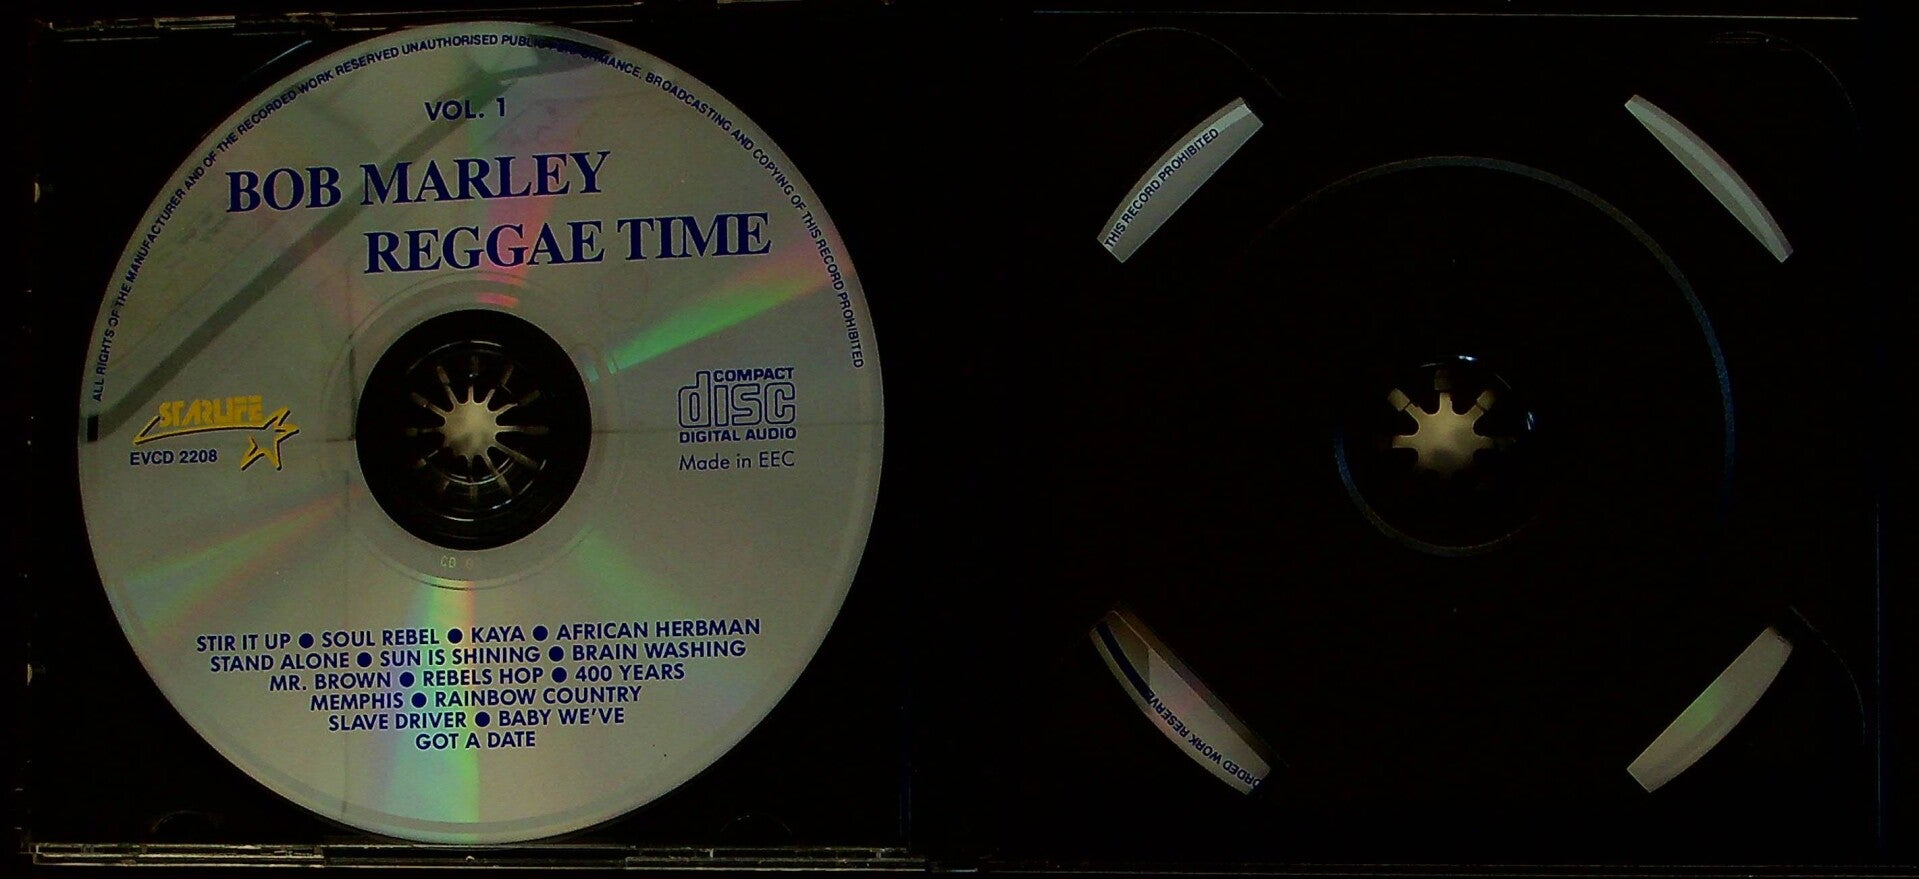 ALL RIGHTS OF THE MANUFACTURER AND OF THE RECORDED WORK RESERVED UNAUTHORISED PUBLIC PERFORMANCE, BROADCASTING AND COPYING OF THIS RECORD PROHIBITED
VOL. 1
BOB MARLEY
REGGAE TIME
STARLIFE
EVCD 2208
COMPACT
disc
DIGITAL AUDIO
Made in EEC
STIR IT UP ● SOUL REBEL ● KAYA ● AFRICAN HERBMAN
STAND ALONE ● SUN IS SHINING ● BRAIN WASHING
MR. BROWN ● REBELS HOP ● 400 YEARS
MEMPHIS ● RAINBOW COUNTRY
SLAVE DRIVER ● BABY WE'VE
GOT A DATE
THIS RECORD PROHIBITED
ORDED WORK RESERVE